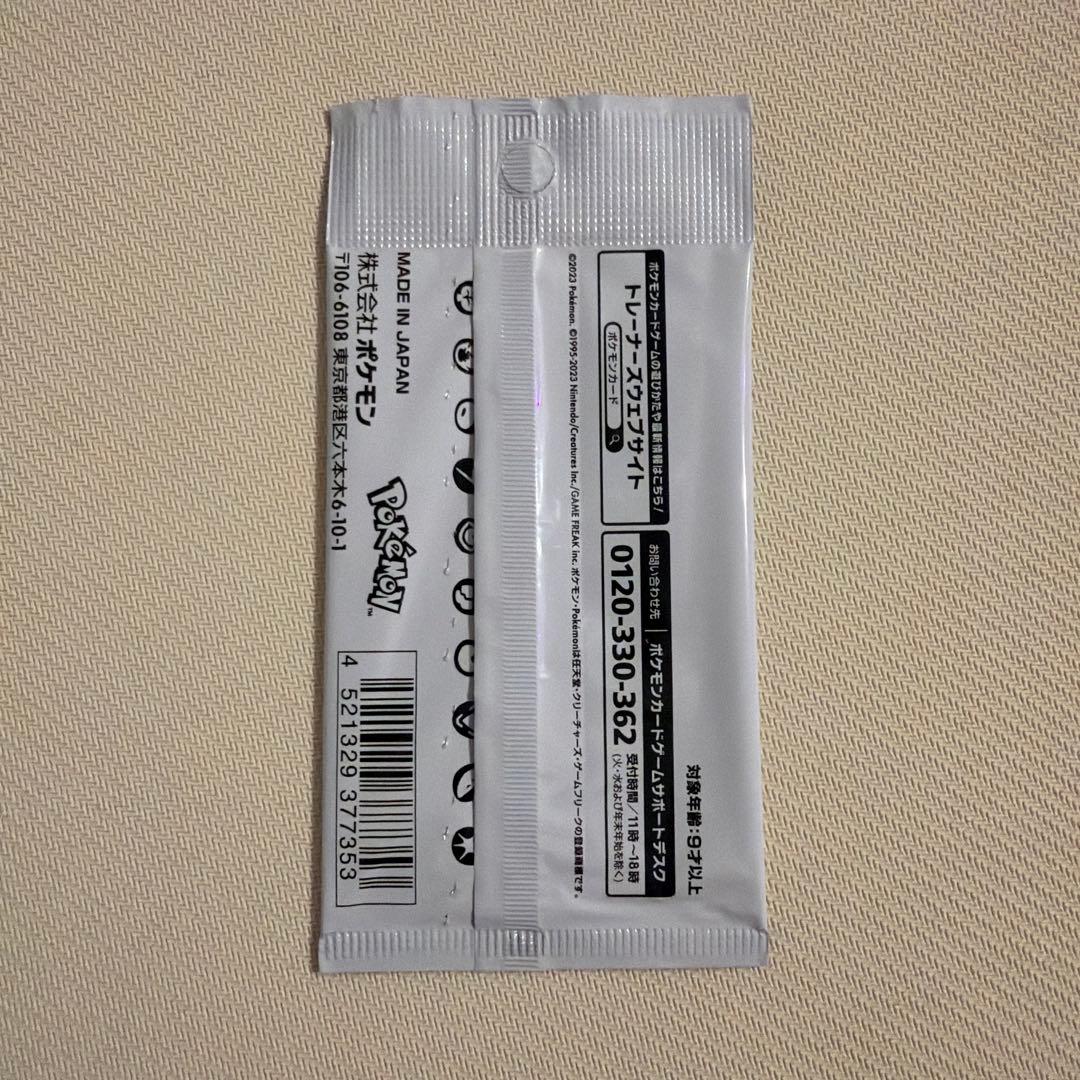 対象年齢：9才以上
ポケモンカードゲームの遊びかたや最新情報はこちら！
トレーナーズウェブサイト
ポケモンカード
お問い合わせ先 | ポケモンカードゲームサポートデスク
0120-330-362
受付時間／11時〜18時
(火・水および年末年始を除く)
©2023 Pokémon. ©1995-2023 Nintendo/Creatures Inc./GAME FREAK inc. ポケモン・Pokémonは任天堂・クリーチャーズ・ゲームフリークの登録商標です。
MADE IN JAPAN
株式会社ポケモン
〒106-6108 東京都港区六本木6-10-1
POKéMON™
4 521329 377353